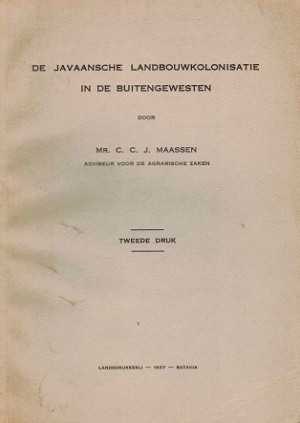 DE JAVAANSCHE LANDBOUWKOLONISATIE
IN DE BUITENGEWESTEN
DOOR
MR. C. C. J. MAASSEN
ADVISEUR VOOR DE AGRARISCHE ZAKEN
TWEEDE DRUK
LANDSDRUKKERIJ — 1937 — BATAVIA